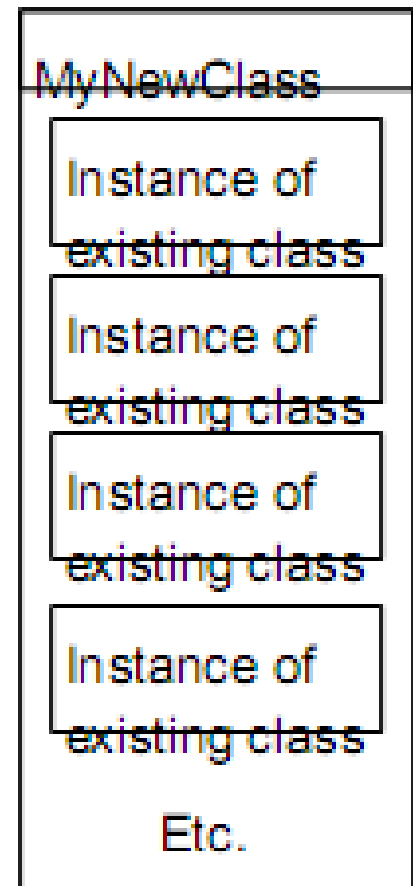 MyNewClass
Instance of
existing class
Instance of
existing class
Instance of
existing class
Instance of
existing class
Etc.